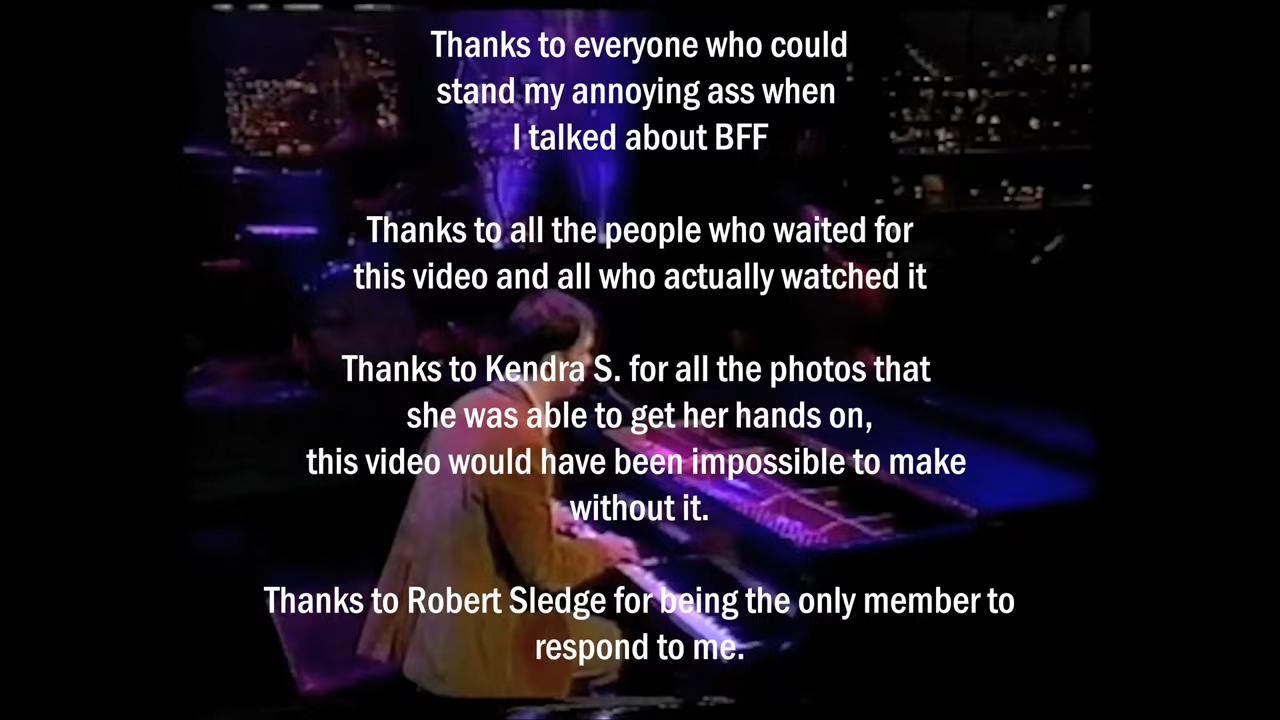 Thanks to everyone who could
stand my annoying ass when
I talked about BFF
Thanks to all the people who waited for
this video and all who actually watched it
Thanks to Kendra S. for all the photos that
she was able to get her hands on,
this video would have been impossible to make
without it.
Thanks to Robert Sledge for being the only member to
respond to me.